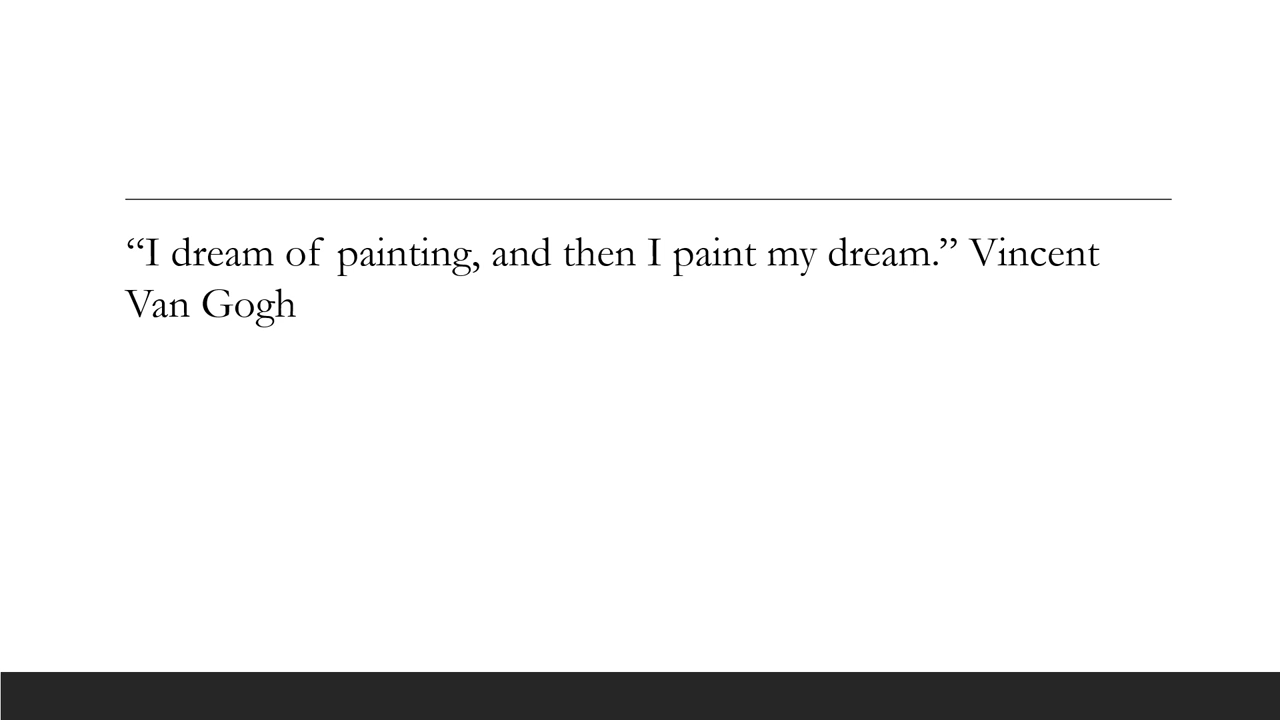 “I dream of painting, and then I paint my dream.” Vincent
Van Gogh